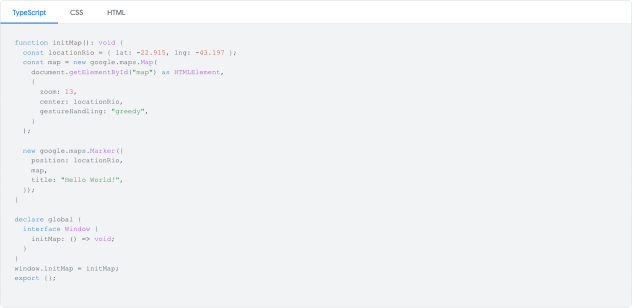 TypeScript CSS HTML
function initMap(): void {
const locationRio = { lat: -22.915, lng: -43.197 };
const map = new google.maps.Map(
document.getElementById("map") as HTMLElement,
{
zoom: 13,
center: locationRio,
gestureHandling: "greedy",
}
);
new google.maps.Marker({
position: locationRio,
map,
title: "Hello World!",
});
}
declare global {
interface Window {
initMap: () => void;
}
}
window.initMap = initMap;
export {};